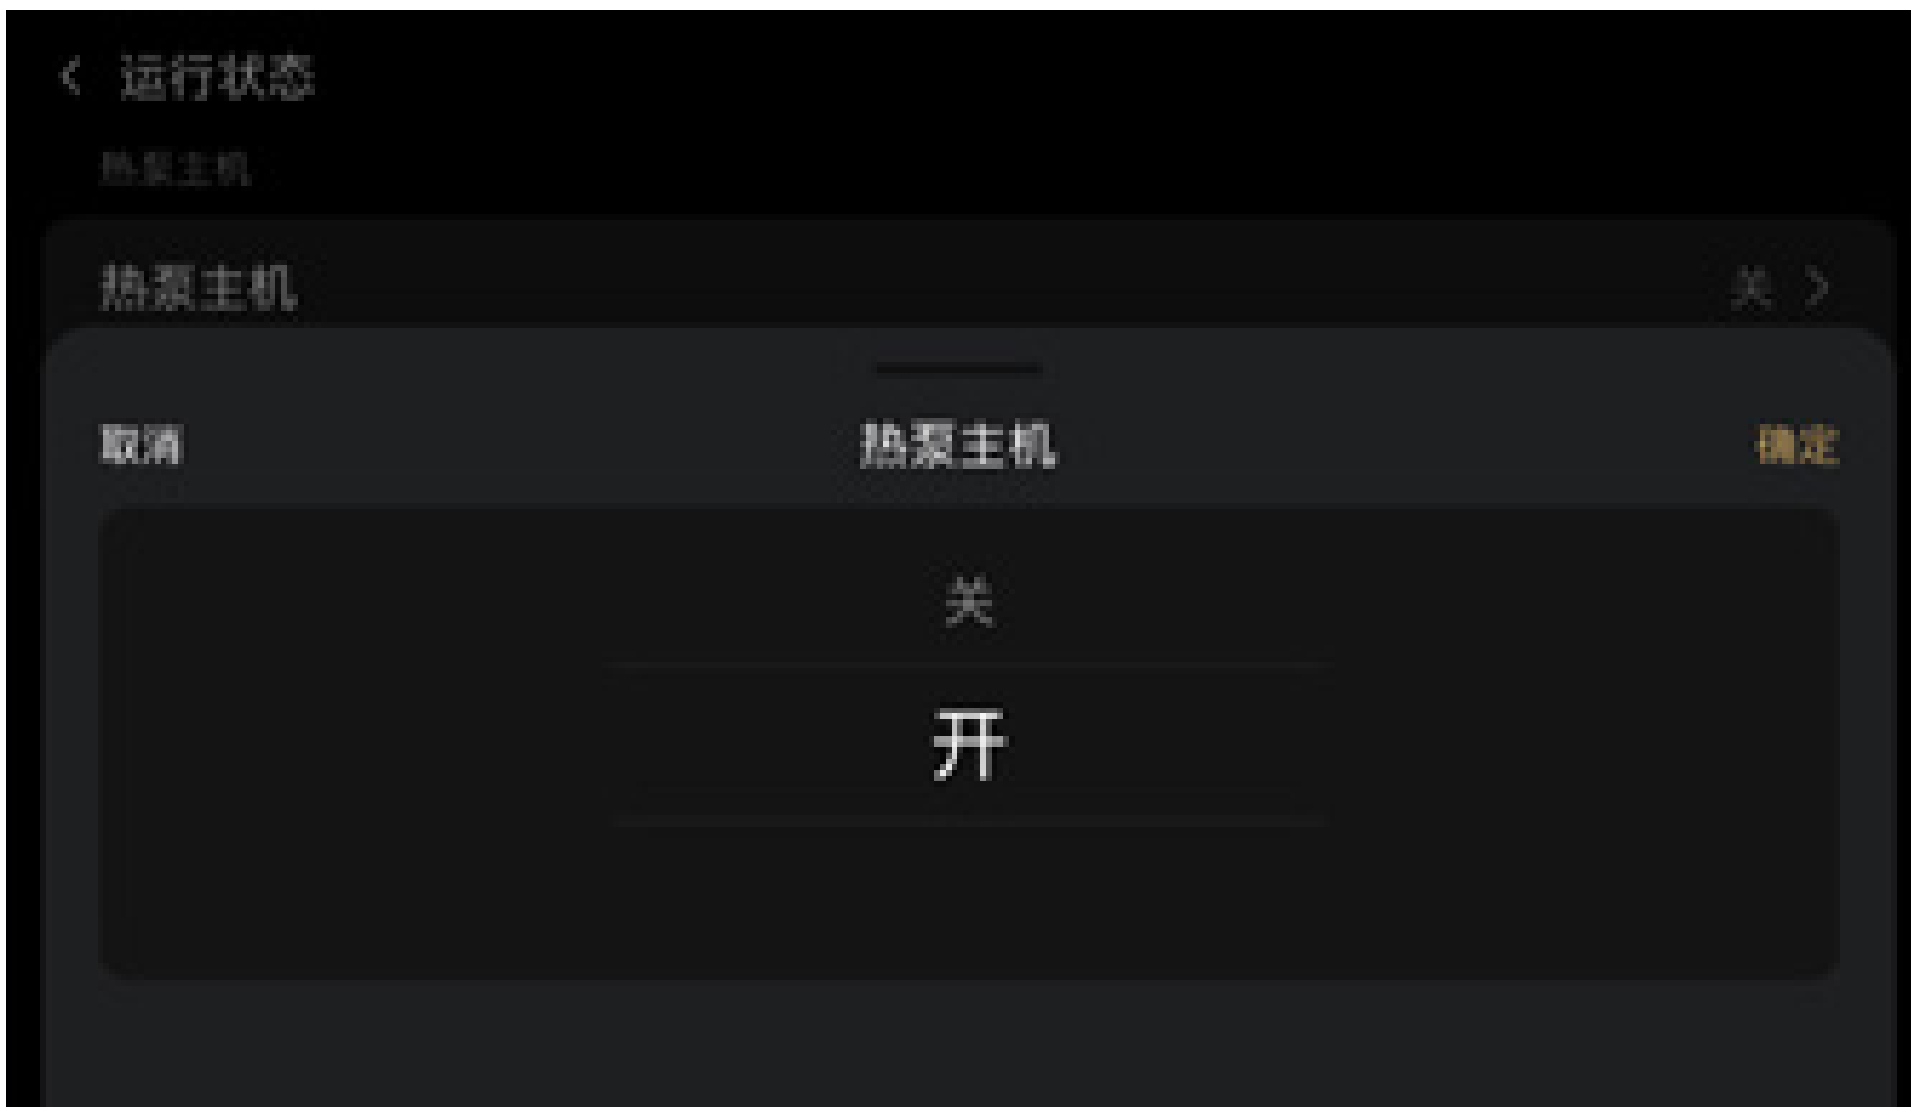 运行状态
热泵主机
热泵主机 关
取消 热泵主机 确定
关
开